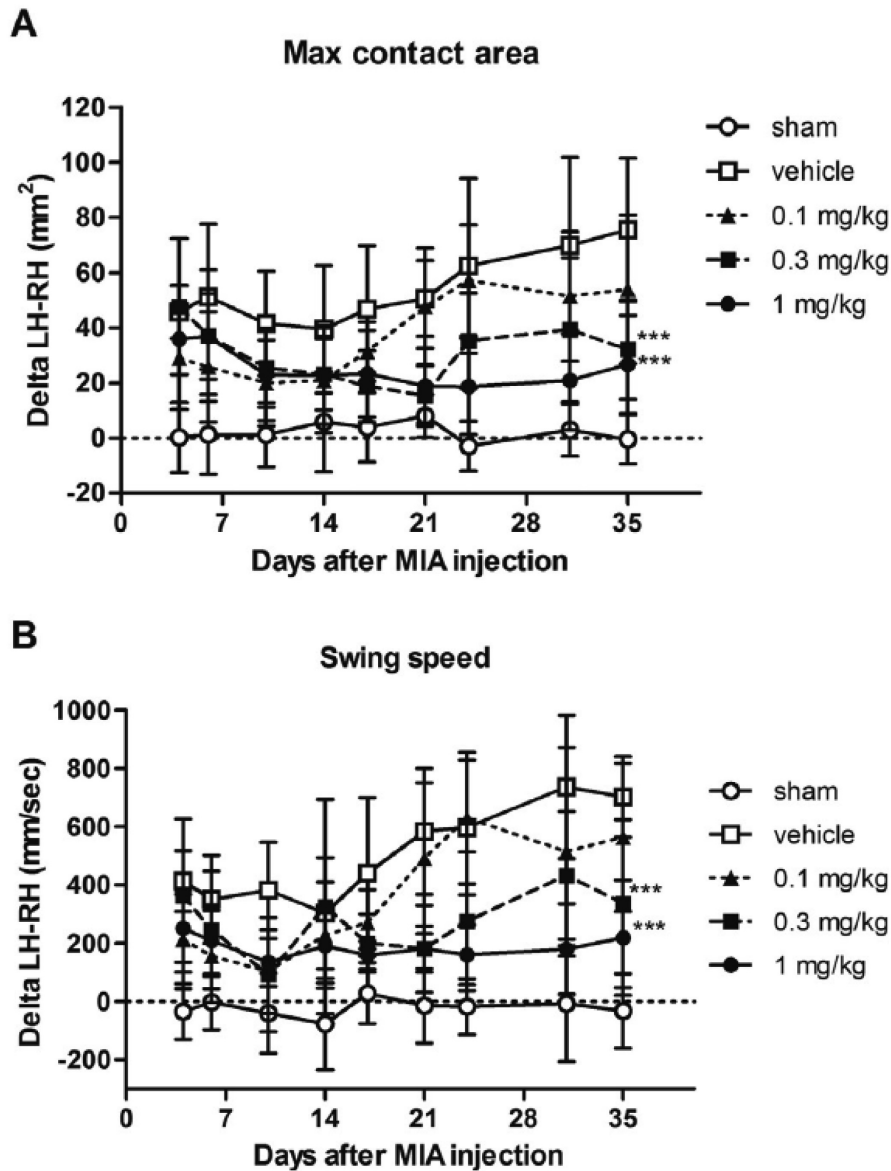 A
Max contact area
Delta LH-RH (mm²)
120
100
80
60
40
20
0
-20
0 7 14 21 28 35
Days after MIA injection
sham
vehicle
0.1 mg/kg
0.3 mg/kg
1 mg/kg
***
***
B
Swing speed
Delta LH-RH (mm/sec)
1000
800
600
400
200
0
-200
0 7 14 21 28 35
Days after MIA injection
sham
vehicle
0.1 mg/kg
0.3 mg/kg
1 mg/kg
***
***